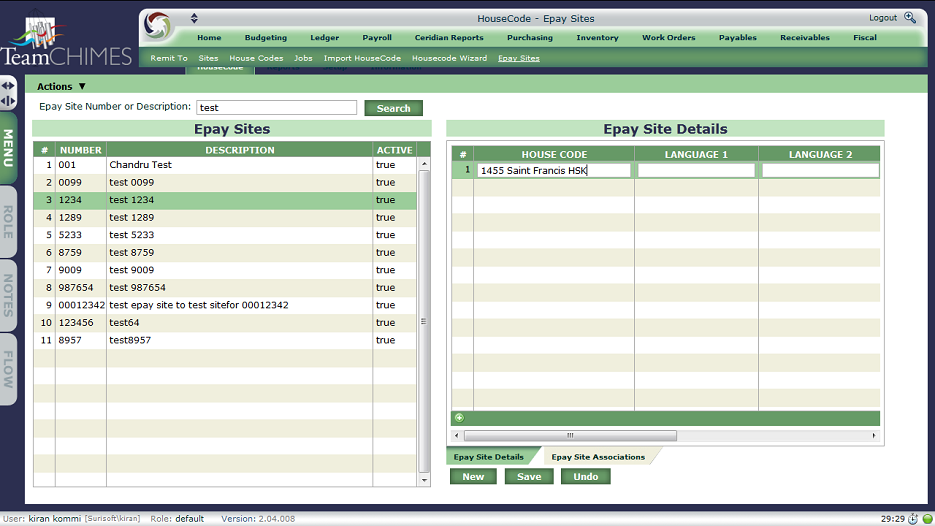 HouseCode - Epay Sites
Logout
TeamCHIMES
Home Budgeting Ledger Payroll Ceridian Reports Purchasing Inventory Work Orders Payables Receivables Fiscal
Remit To Sites House Codes Jobs Import HouseCode Housecode Wizard Epay Sites
HouseCode
Actions ▼
Epay Site Number or Description: test Search
MENU
ROLE
NOTES
FLOW
Epay Sites
# NUMBER DESCRIPTION ACTIVE
1 001 Chandru Test true
2 0099 test 0099 true
3 1234 test 1234 true
4 1289 test 1289 true
5 5233 test 5233 true
6 8759 test 8759 true
7 9009 test 9009 true
8 987654 test 987654 true
9 00012342 test epay site to test sitefor 00012342 true
10 123456 test64 true
11 8957 test8957 true
Epay Site Details
# HOUSE CODE LANGUAGE 1 LANGUAGE 2
1 1455 Saint Francis HSK
Epay Site Details Epay Site Associations
New Save Undo
User: kiran kommi [Surisoft\kiran] Role: default Version: 2.04.008 29:29